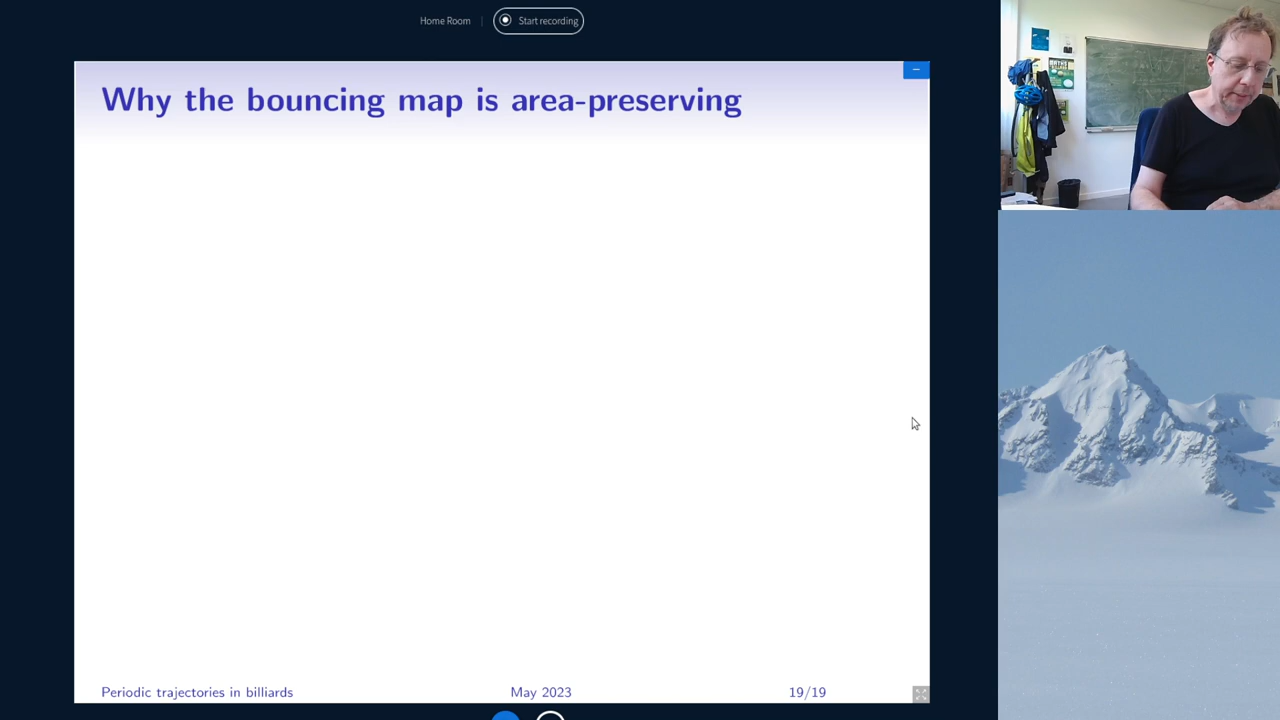 Home Room
Start recording
Why the bouncing map is area-preserving
Periodic trajectories in billiards
May 2023
19/19